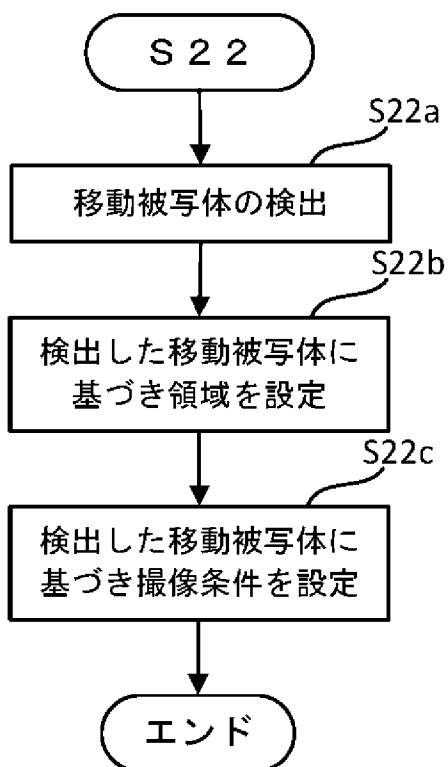 S22
S22a
移動被写体の検出
S22b
検出した移動被写体に
基づき領域を設定
S22c
検出した移動被写体に
基づき撮像条件を設定
エンド